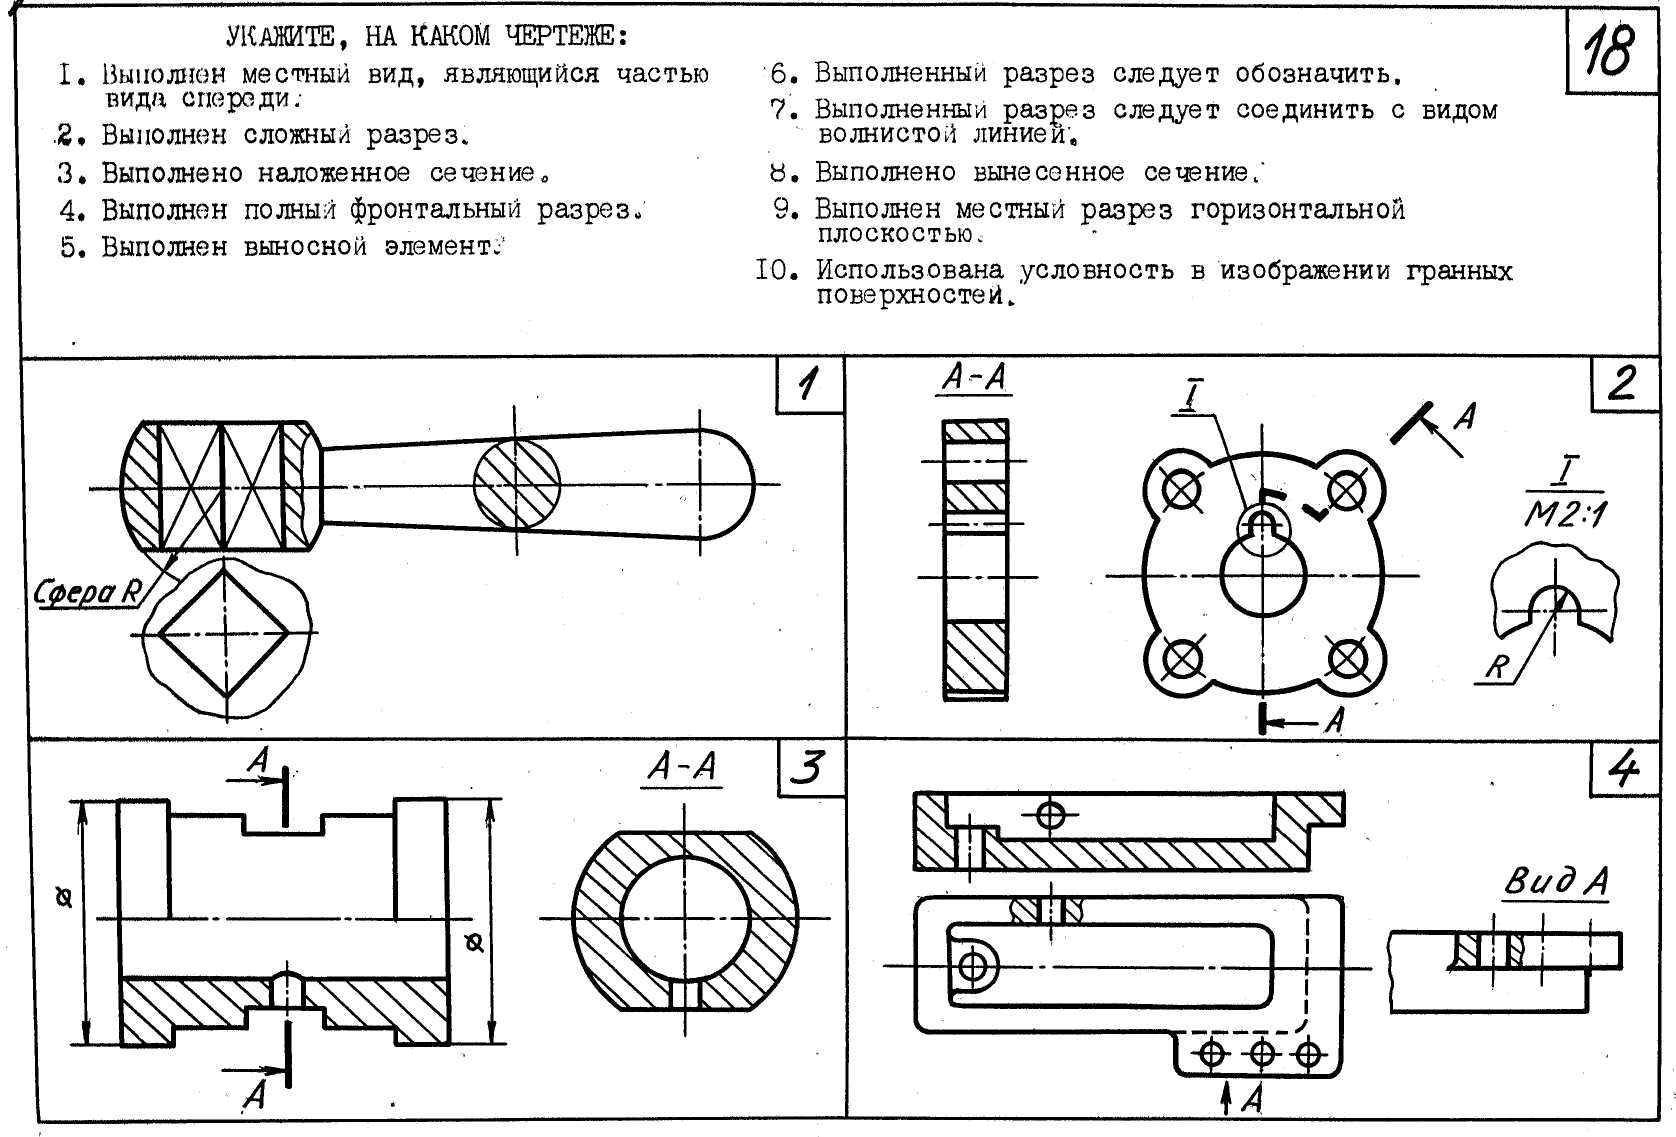 УКАЖИТЕ, НА КАКОМ ЧЕРТЕЖЕ:
18
1. Выполнен местный вид, являющийся частью
вида спереди.
2. Выполнен сложный разрез.
3. Выполнено наложенное сечение.
4. Выполнен полный фронтальный разрез.
5. Выполнен выносной элемент.
6. Выполненный разрез следует обозначить.
7. Выполненный разрез следует соединить с видом
волнистой линией.
8. Выполнено вынесенное сечение.
9. Выполнен местный разрез горизонтальной
плоскостью.
10. Использована условность в изображении гранных
поверхностей.
1
Сфера R
2
А-А
I
А
I
М2:1
R
А
3
А
А-А
⌀
⌀
А
4
Вид А
А